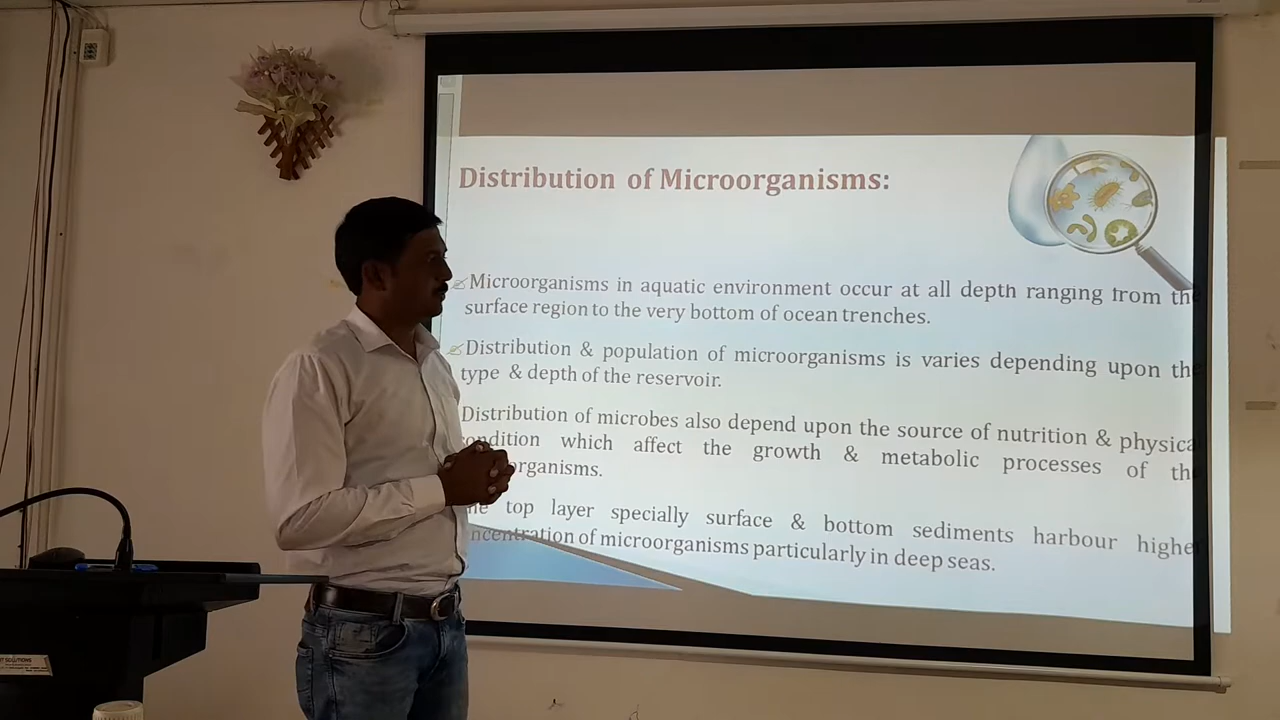 Distribution of Microorganisms:
Microorganisms in aquatic environment occur at all depth ranging from the
surface region to the very bottom of ocean trenches.
Distribution & population of microorganisms is varies depending upon the
type & depth of the reservoir.
Distribution of microbes also depend upon the source of nutrition & physical
condition which affect the growth & metabolic processes of the
organisms.
top layer specially surface & bottom sediments harbour higher
ncentration of microorganisms particularly in deep seas.